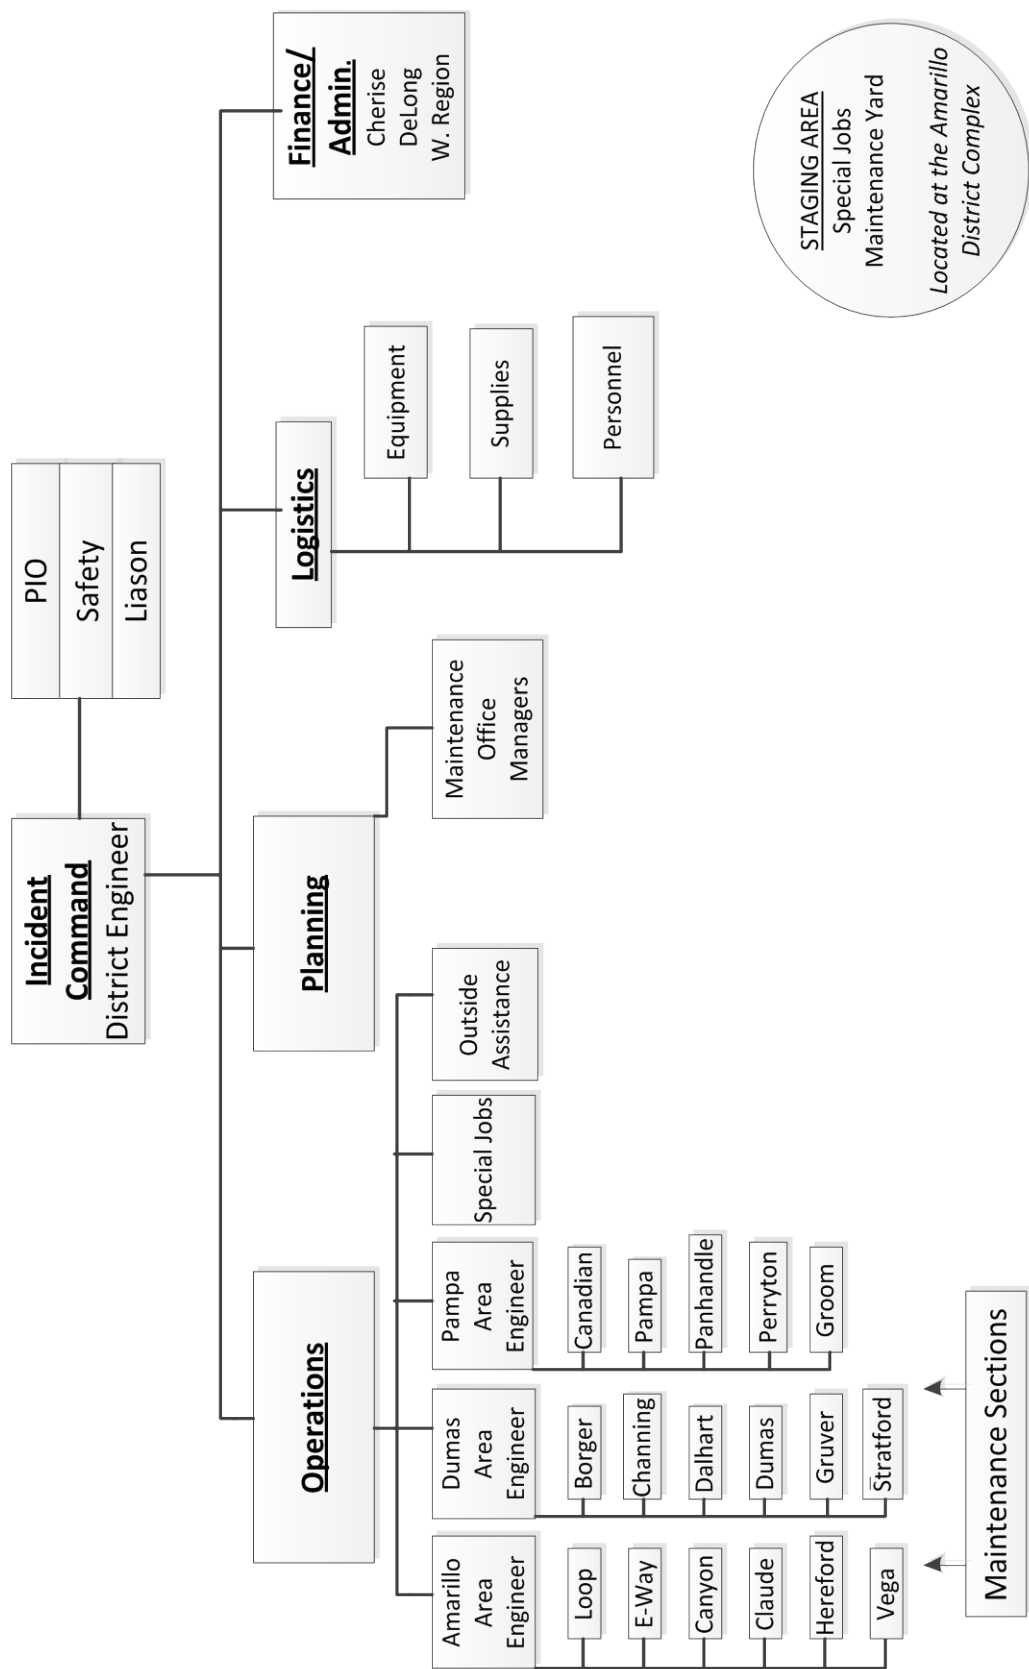 Incident
Command
District Engineer
PIO
Safety
Liason
Operations
Planning
Logistics
Finance/
Admin.
Cherise
DeLong
W. Region
Amarillo
Area
Engineer
Loop
E-Way
Canyon
Claude
Hereford
Vega
Dumas
Area
Engineer
Borger
Channing
Dalhart
Dumas
Gruver
Stratford
Pampa
Area
Engineer
Canadian
Pampa
Panhandle
Perryton
Groom
Special Jobs
Outside
Assistance
Maintenance
Office
Managers
Equipment
Supplies
Personnel
Maintenance Sections
STAGING AREA
Special Jobs
Maintenance Yard
Located at the Amarillo
District Complex